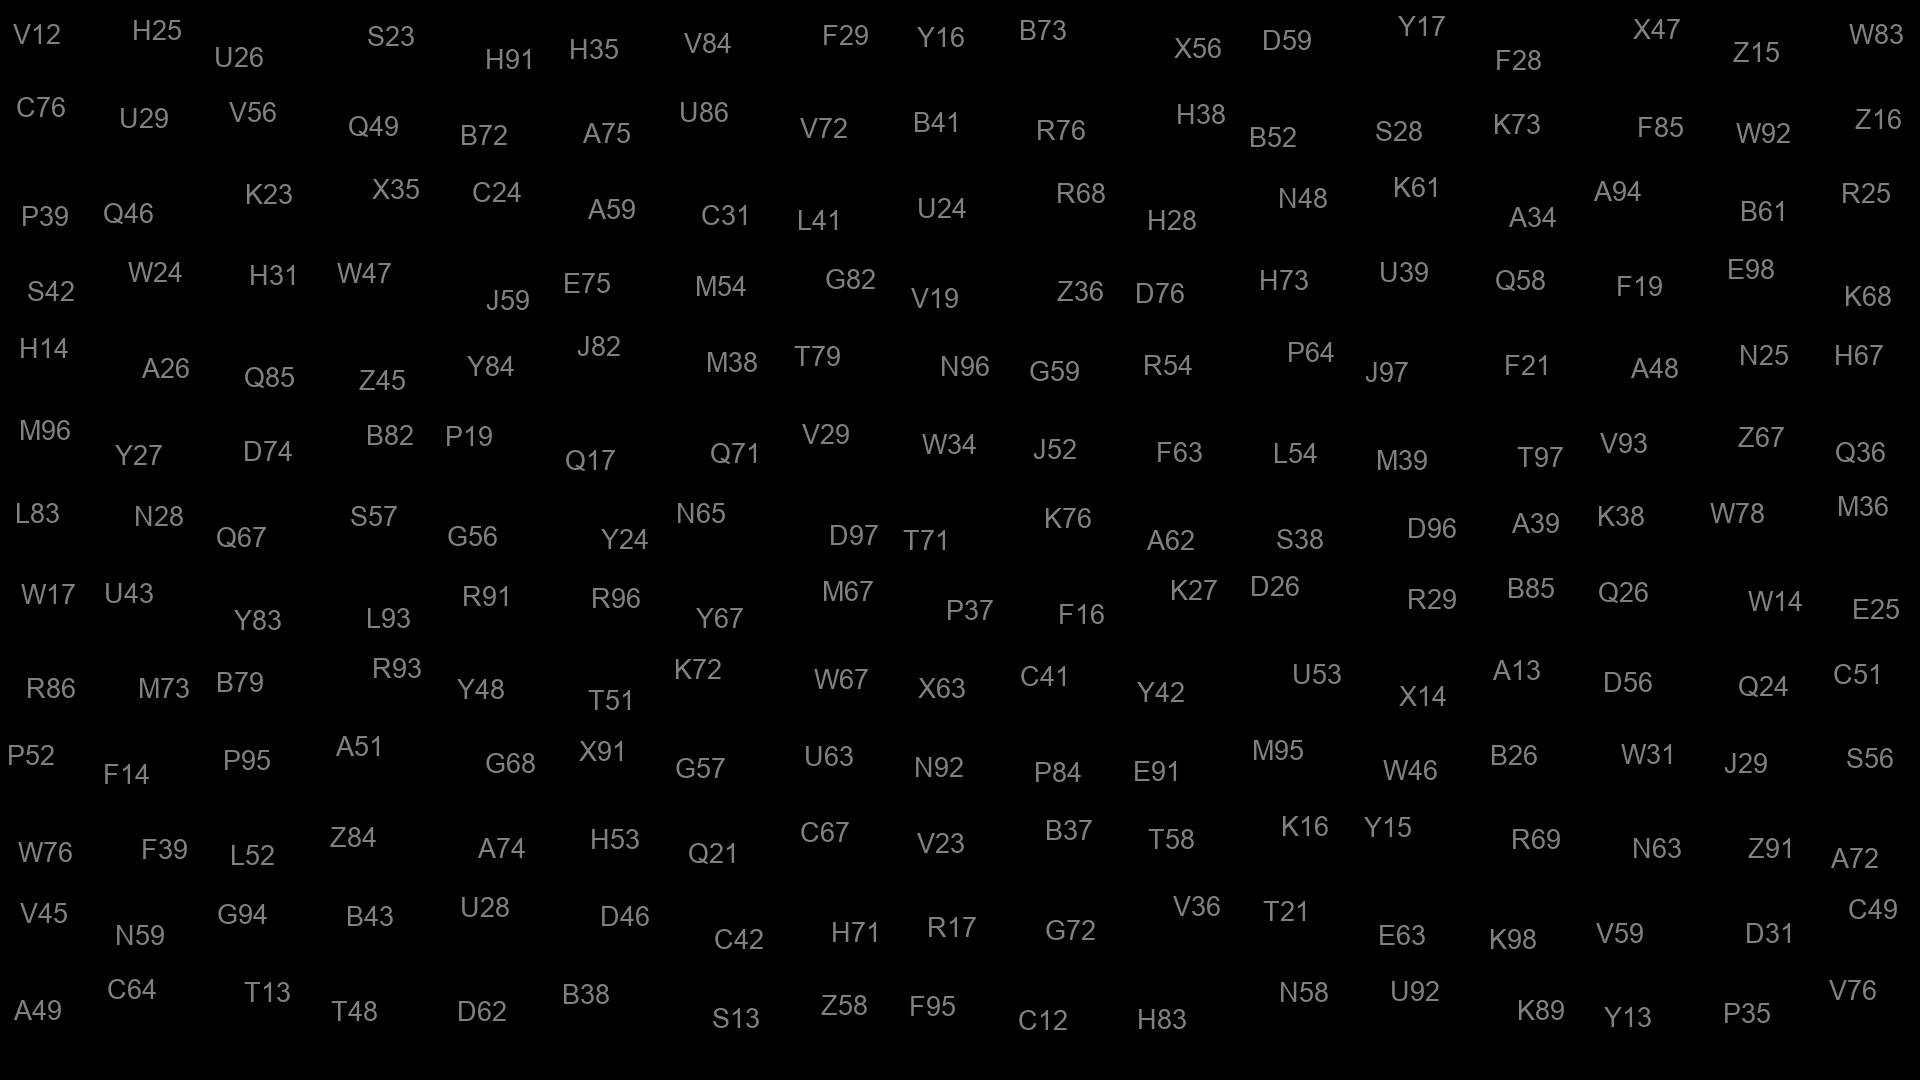 V12 H25 U26 S23 H91 H35 V84 F29 Y16 B73 X56 D59 Y17 F28 X47 Z15 W83
C76 U29 V56 Q49 B72 A75 U86 V72 B41 R76 H38 B52 S28 K73 F85 W92 Z16
P39 Q46 K23 X35 C24 A59 C31 L41 U24 R68 H28 N48 K61 A34 A94 B61 R25
S42 W24 H31 W47 J59 E75 M54 G82 V19 Z36 D76 H73 U39 Q58 F19 E98 K68
H14 A26 Q85 Z45 Y84 J82 M38 T79 N96 G59 R54 P64 J97 F21 A48 N25 H67
M96 Y27 D74 B82 P19 Q17 Q71 V29 W34 J52 F63 L54 M39 T97 V93 Z67 Q36
L83 N28 Q67 S57 G56 Y24 N65 D97 T71 K76 A62 S38 D96 A39 K38 W78 M36
W17 U43 Y83 L93 R91 R96 Y67 M67 P37 F16 K27 D26 R29 B85 Q26 W14 E25
R86 M73 B79 R93 Y48 T51 K72 W67 X63 C41 Y42 U53 X14 A13 D56 Q24 C51
P52 F14 P95 A51 G68 X91 G57 U63 N92 P84 E91 M95 W46 B26 W31 J29 S56
W76 F39 L52 Z84 A74 H53 Q21 C67 V23 B37 T58 K16 Y15 R69 N63 Z91 A72
V45 N59 G94 B43 U28 D46 C42 H71 R17 G72 V36 T21 E63 K98 V59 D31 C49
A49 C64 T13 T48 D62 B38 S13 Z58 F95 C12 H83 N58 U92 K89 Y13 P35 V76